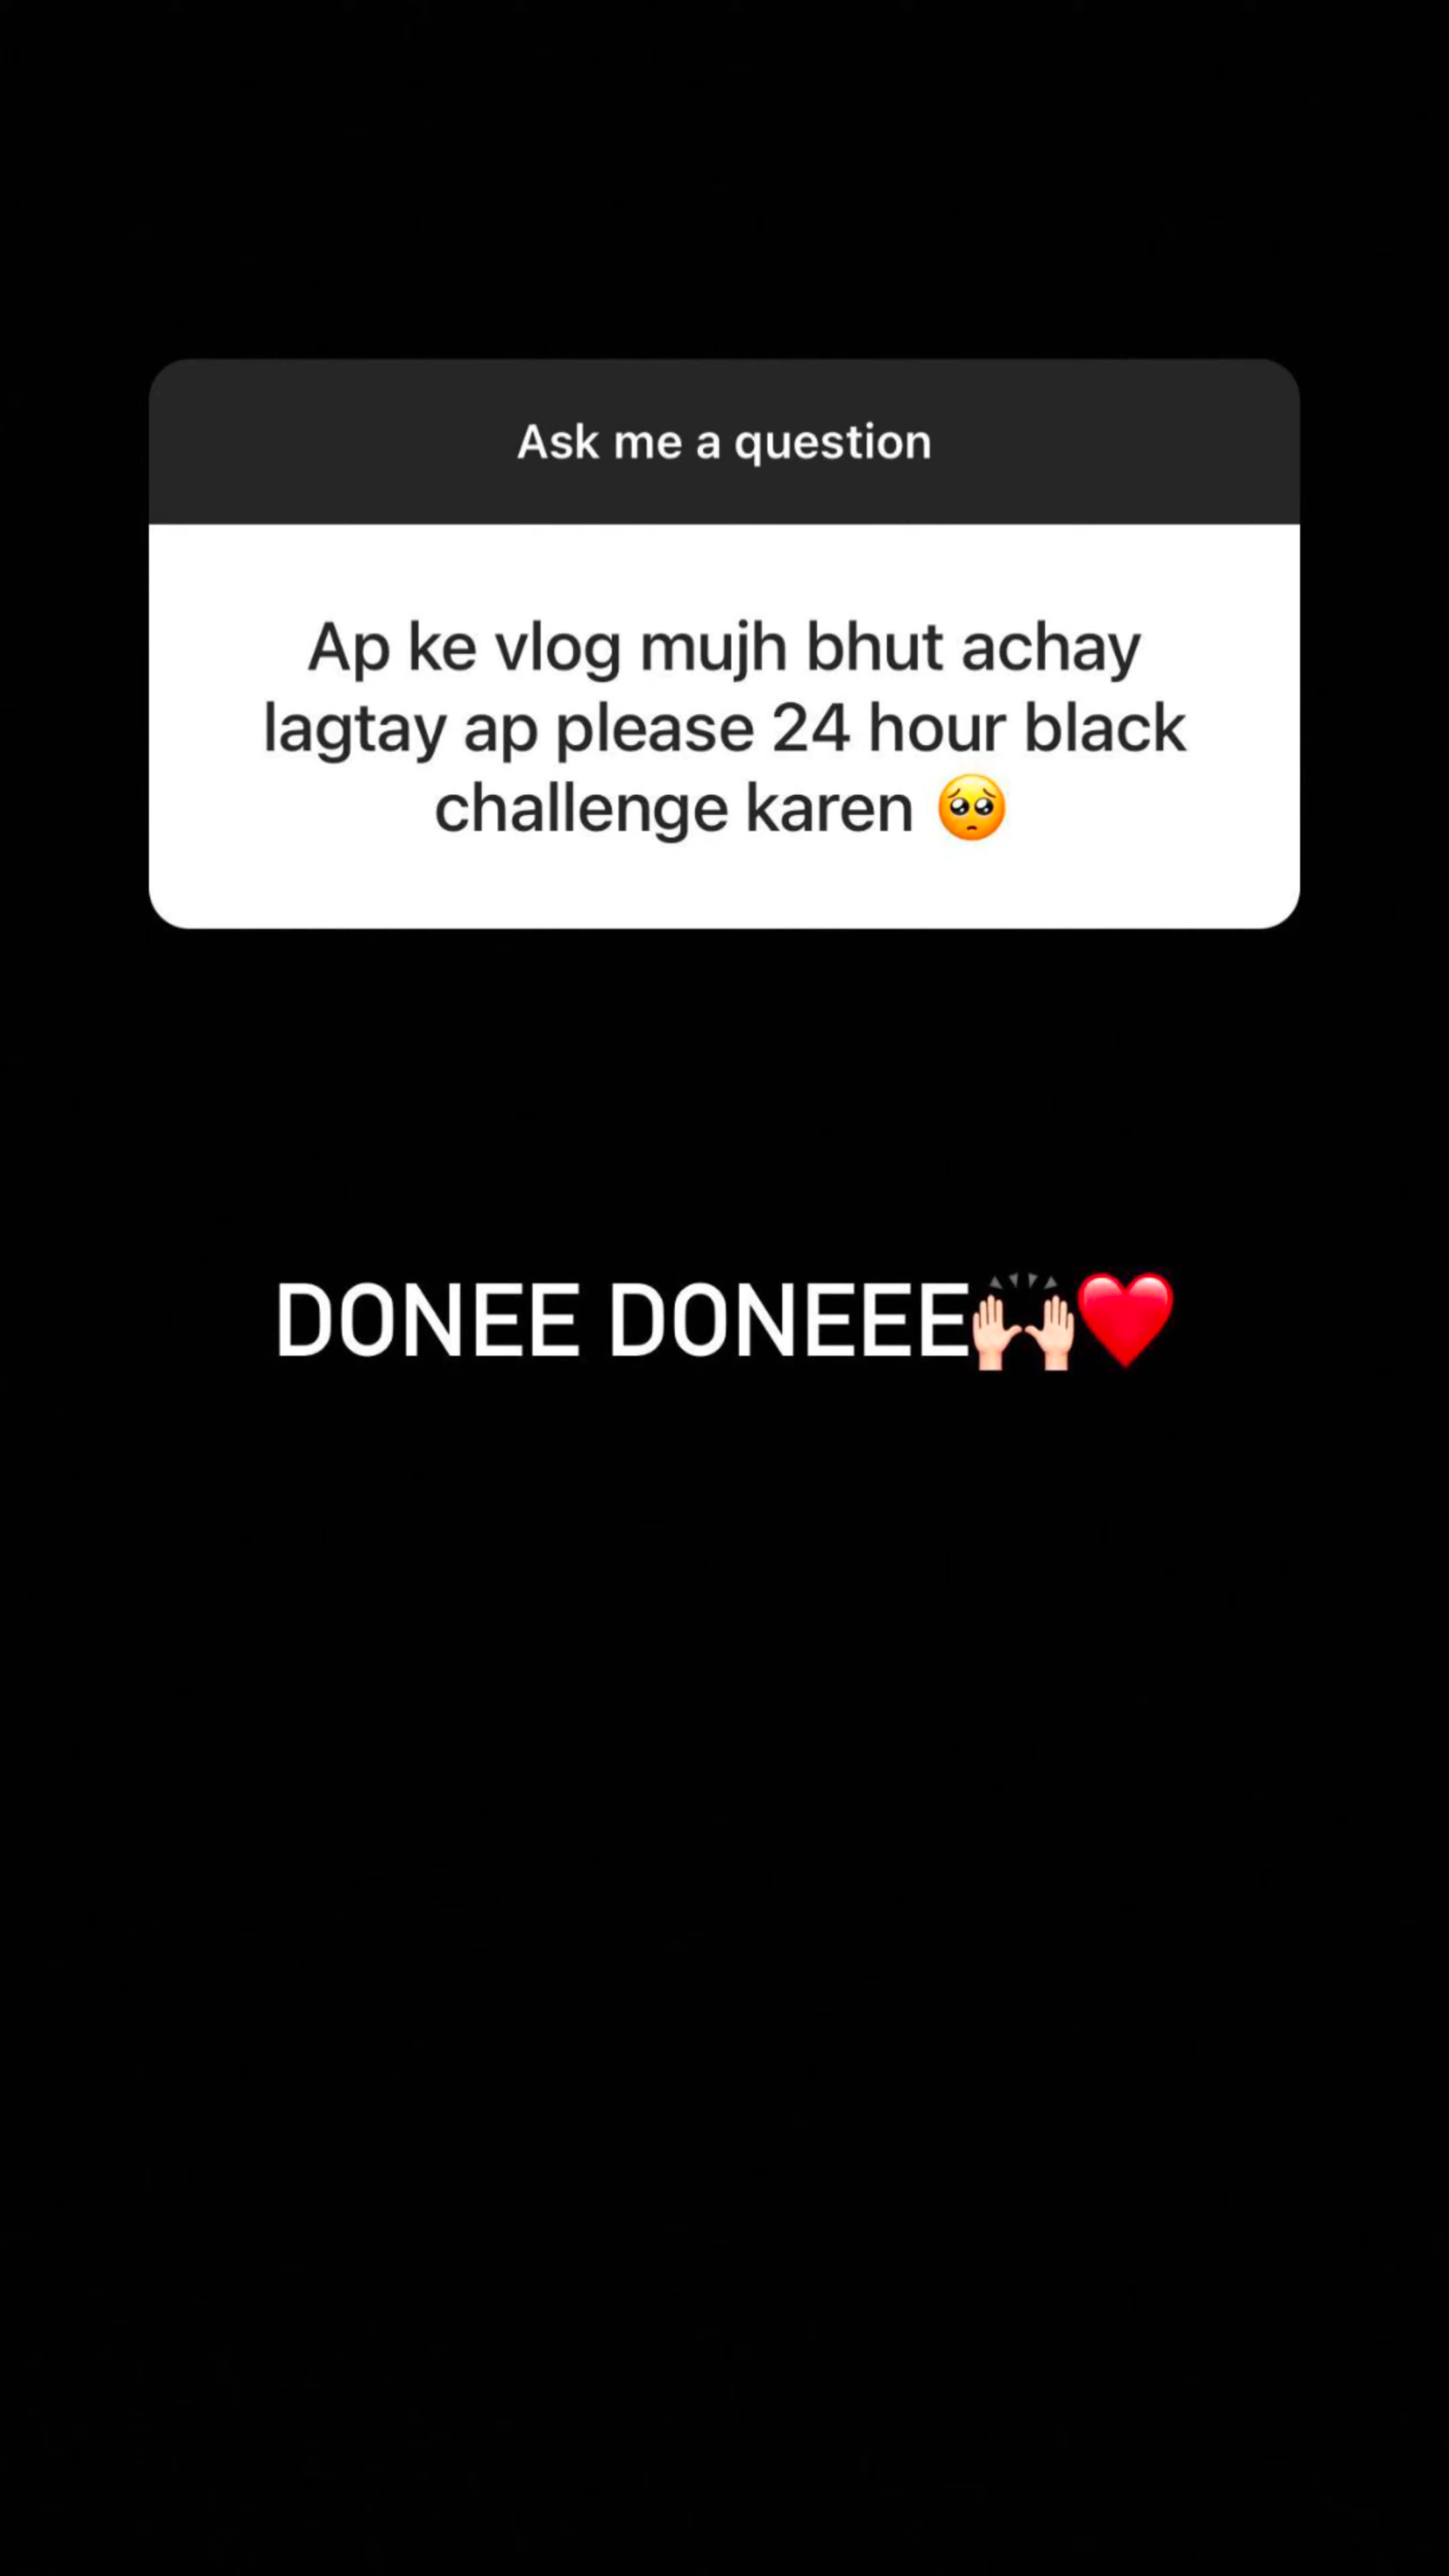 Ask me a question
Ap ke vlog mujh bhut achay
lagtay ap please 24 hour black
challenge karen 🥺
DONEE DONEEE🙌🏻❤️